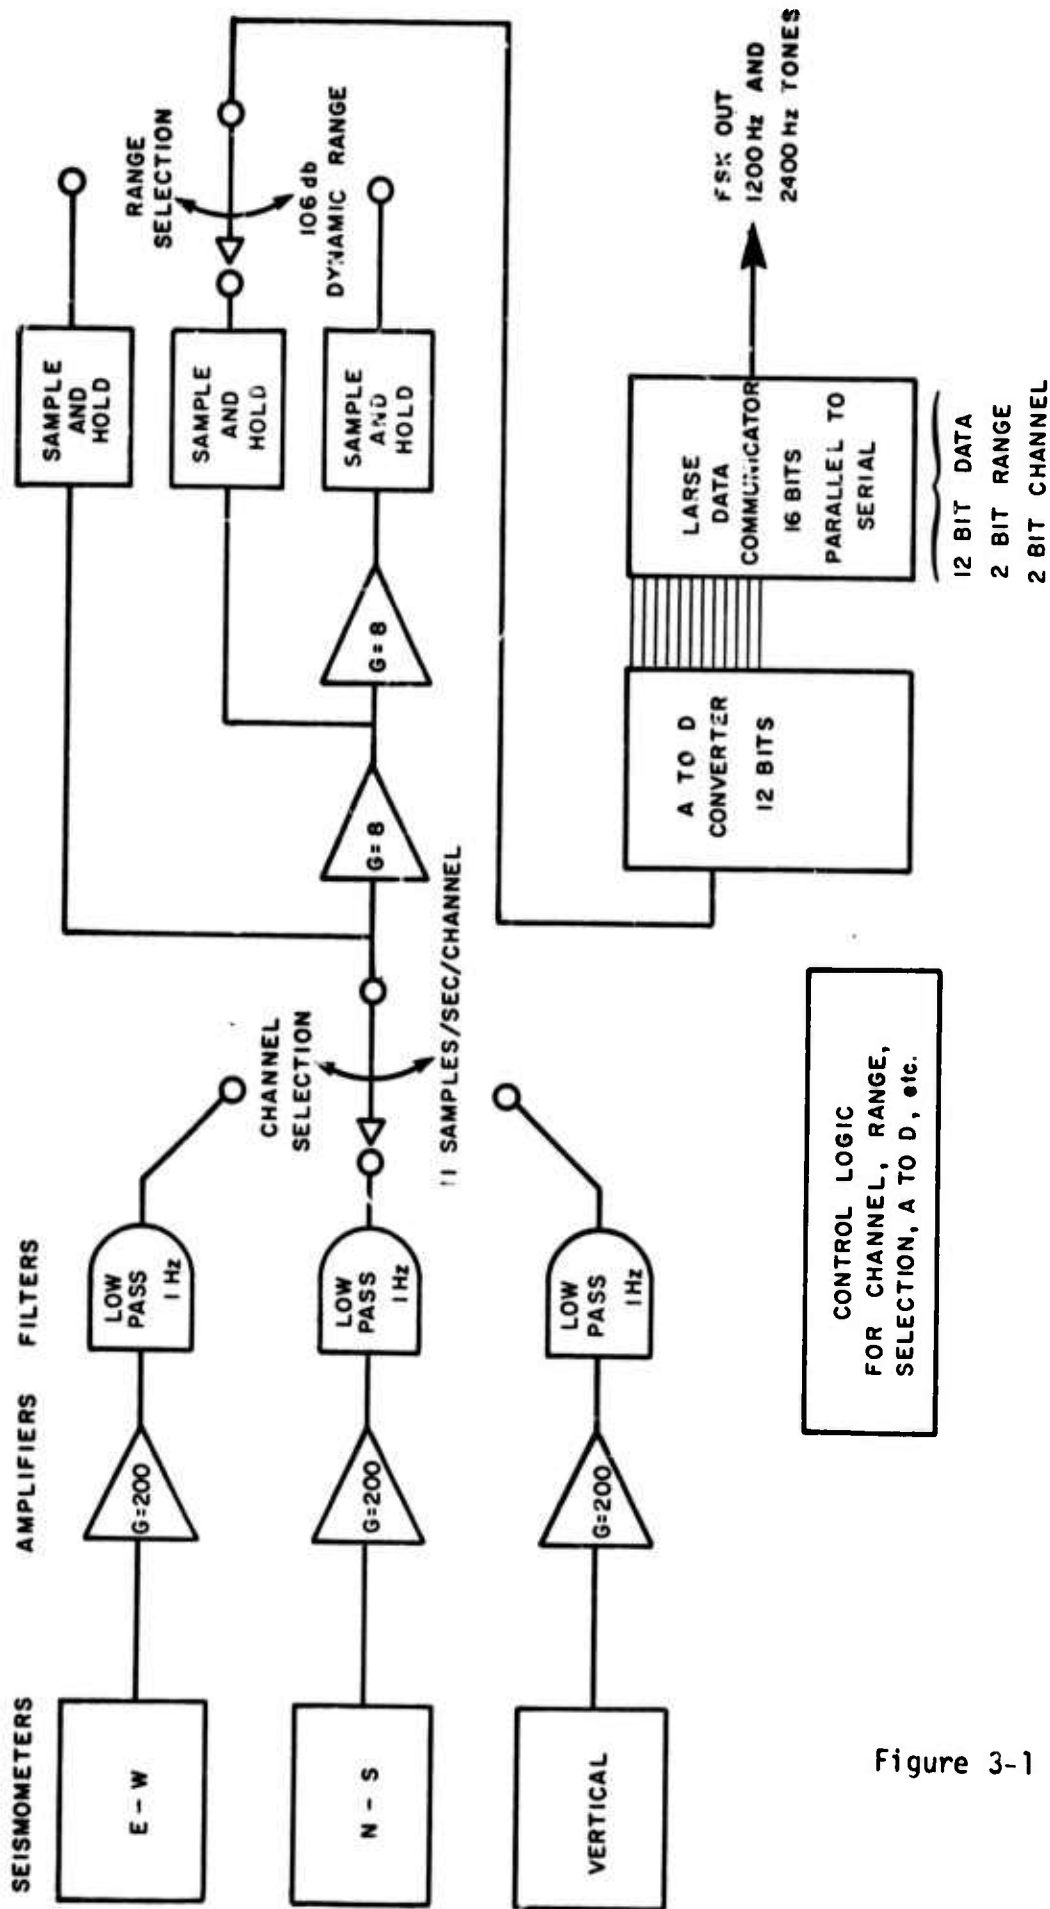 SEISMOMETERS
AMPLIFIERS
FILTERS
E – W
G=200
LOW
PASS
1 Hz
N – S
G=200
LOW
PASS
1 Hz
VERTICAL
G=200
LOW
PASS
1 Hz
CHANNEL
SELECTION
11 SAMPLES/SEC/CHANNEL
G=8
G=8
SAMPLE
AND
HOLD
SAMPLE
AND
HOLD
SAMPLE
AND
HOLD
RANGE
SELECTION
106 db
DYNAMIC RANGE
A TO D
CONVERTER
12 BITS
LARSE
DATA
COMMUNICATOR
16 BITS
PARALLEL TO
SERIAL
12 BIT DATA
2 BIT RANGE
2 BIT CHANNEL
FSK OUT
1200 Hz AND
2400 Hz TONES
CONTROL LOGIC
FOR CHANNEL, RANGE,
SELECTION, A TO D, etc.
Figure 3-1